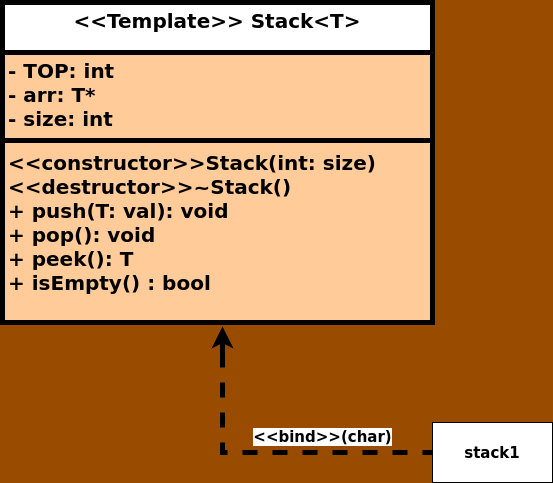 <<Template>> Stack<T>
- TOP: int
- arr: T*
- size: int
<<constructor>>Stack(int: size)
<<destructor>>~Stack()
+ push(T: val): void
+ pop(): void
+ peek(): T
+ isEmpty() : bool
<<bind>>(char)
stack1